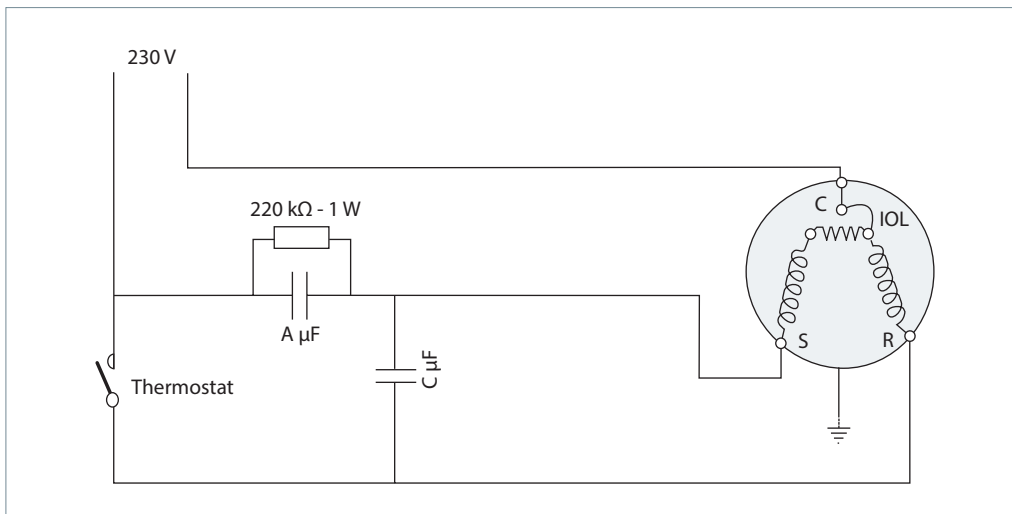 230 V
C
IOL
220 kΩ - 1 W
A µF
S
R
C µF
Thermostat